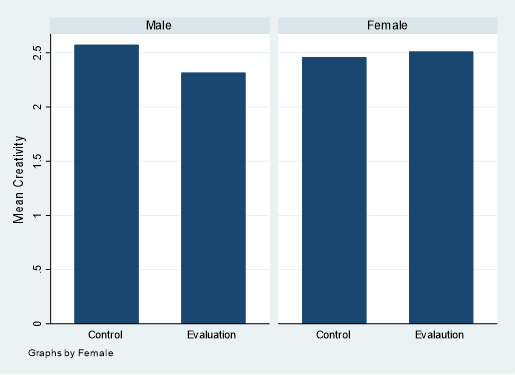 Male
Female
Mean Creativity
2.5
2
1.5
1
.5
0
Control
Evaluation
Control
Evalaution
Graphs by Female